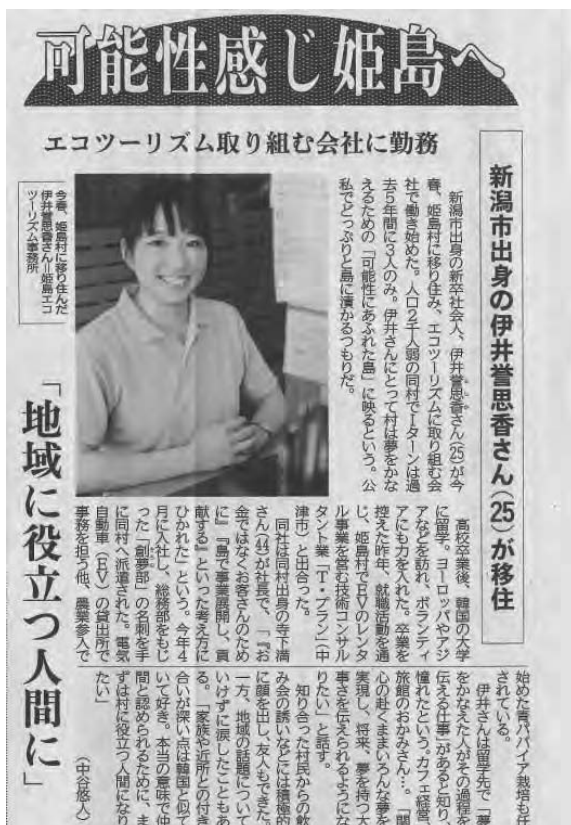 可能性感じ姫島へ
エコツーリズム取り組む会社に勤務
新潟市出身の伊井誉思香さん(25)が移住
新潟市出身の新卒社会人、伊井誉思香さん(25)が今
春、姫島村に移り住み、エコツーリズムに取り組む会
社で働き始めた。人口2千人弱の同村でIターンは過
去5年間に3人のみ。伊井さんにとって村は夢をかな
えるための「可能性にあふれた島」に映るという。公
私でどっぷりと島に漬かるつもりだ。
今春、姫島村に移り住んだ
伊井誉思香さん=姫島エコ
ツーリズム事務所
「地域に役立つ人間に」
高校卒業後、韓国の大学
に留学。ヨーロッパやアジ
アなどを訪れ、ボランティ
アにも力を入れた。卒業を
控えた昨年、就職活動を通
じ、姫島村でEVのレンタ
ル事業を営む技術コンサル
タント業「T・プラン」(中
津市)と出合った。
同社は同村出身の寺下満
さん(44)が社長で、「『お
金ではなくお客さんのため
に』『島で事業展開し、貢
献する』といった考え方に
ひかれた」という。今年4
月に入社し、総務部をもじ
った「創夢部」の名刺を手
に同村へ派遣された。電気
自動車(EV)の貸出所で
事務を担う他、農業参入で
始めた青パパイア栽培も任
されている。
伊井さんは留学先で「夢
をかなえた人がその過程を
伝える仕事」があると知り、
憧れたという。カフェ経営、
旅館のおかみさん…。「関
心の赴くままいろんな夢を
実現し、将来、夢を持つ大
事さを伝えられるようにな
りたい」と話す。
知り合った村民からの飲
み会の誘いなどには積極的
に顔を出し、友人もできた。
一方、地域の話題について
いけずに涙したこともあ
る。「家族や近所との付き
合いが深い点は韓国と似て
いて好き。本当の意味で仲
間と認められるために、ま
ずは村に役立つ人間になり
たい」
(中谷悠人)